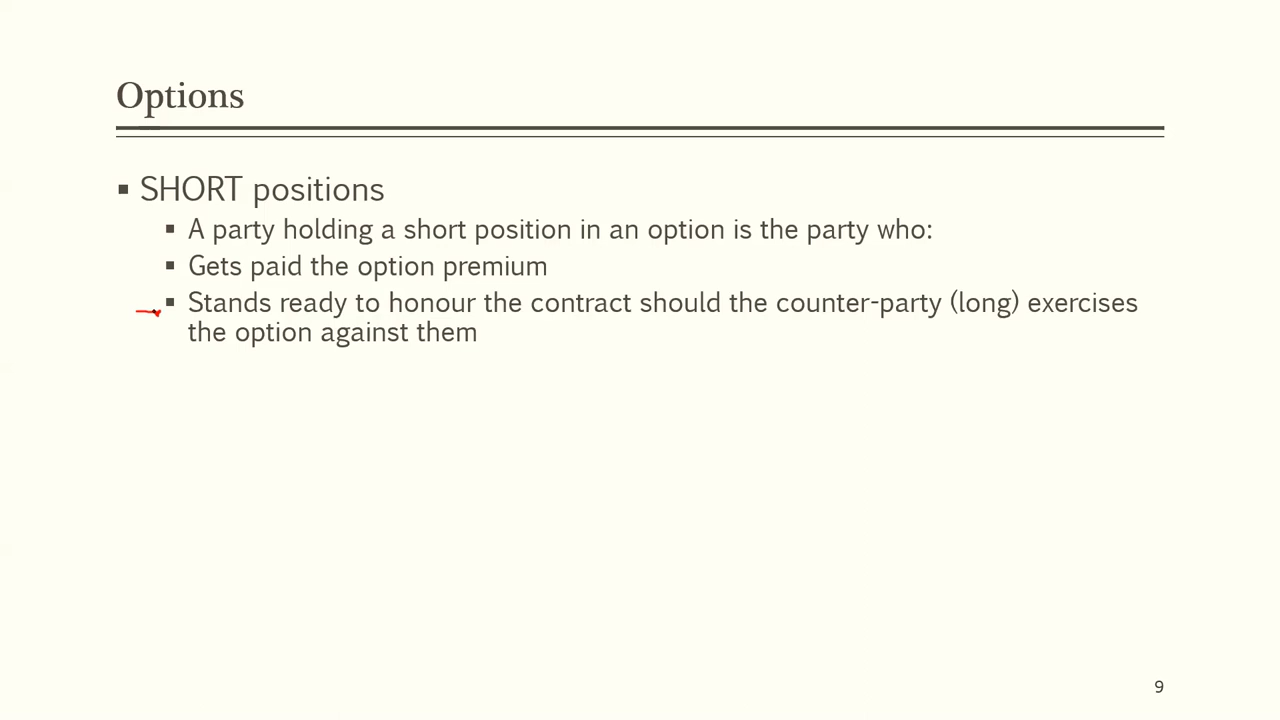 Options
▪ SHORT positions
▪ A party holding a short position in an option is the party who:
▪ Gets paid the option premium
▪ Stands ready to honour the contract should the counter-party (long) exercises
the option against them
9